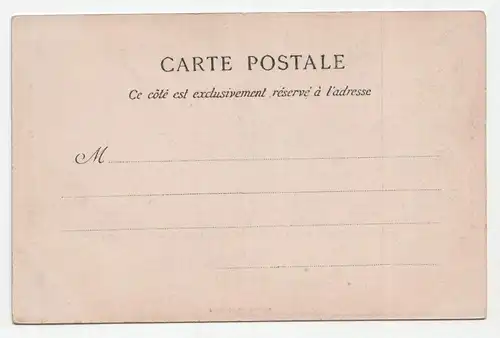 CARTE POSTALE
Ce côté est exclusivement réservé à l'adresse
M